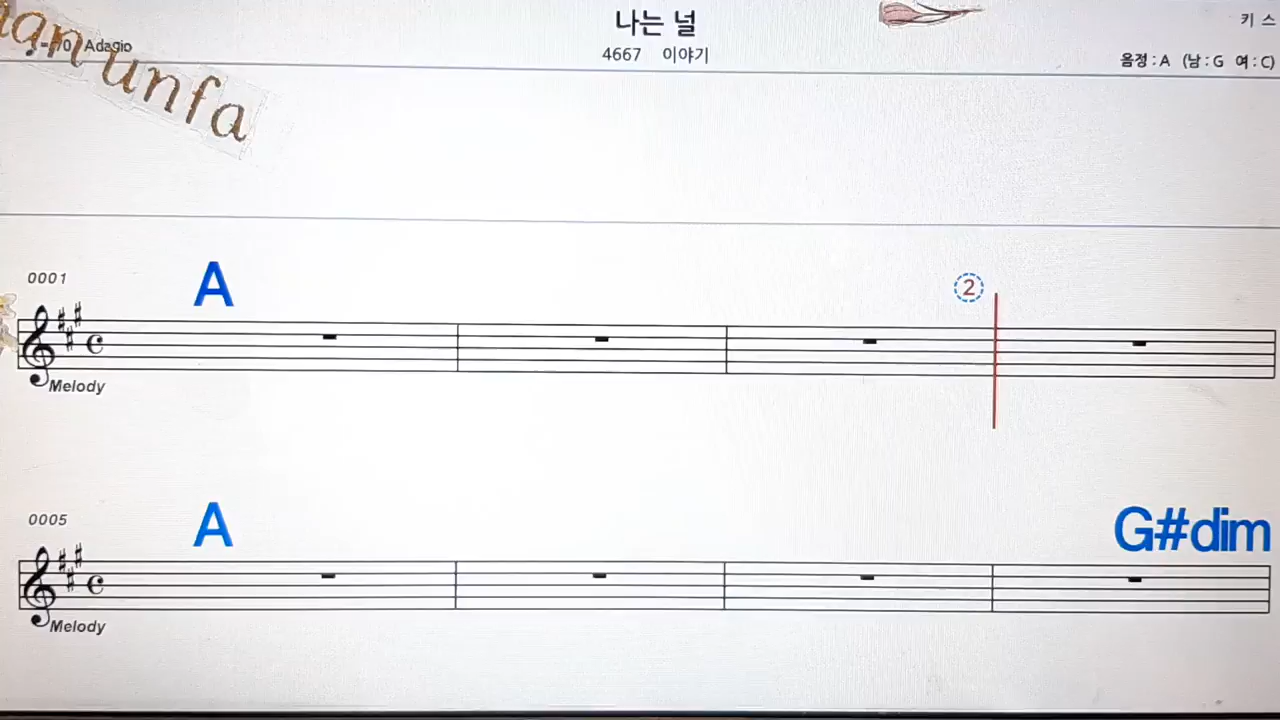 나는 널
키 스
Adagio
4667 이야기
음정 : A (남 : G 여 : C)
unfa
0001
A
2
Melody
0005
A
G#dim
Melody